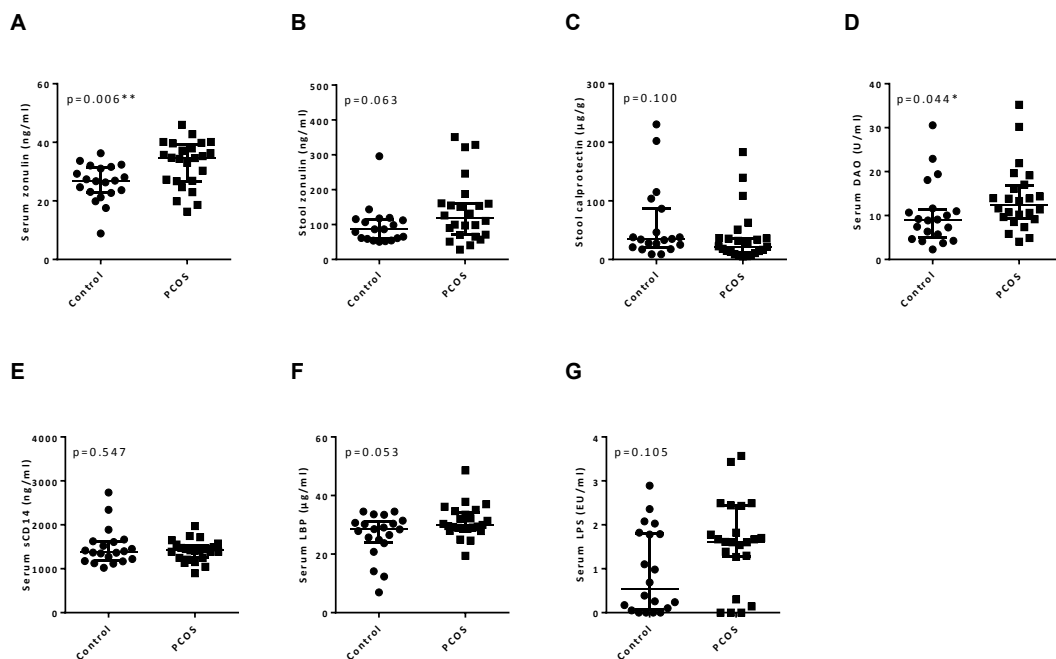 A
B
C
D
p=0.006**
Serum zonulin (ng/ml)
60
40
20
0
Control
PCOS
p=0.063
Stool zonulin (ng/ml)
500
400
300
200
100
0
Control
PCOS
p=0.100
Stool calprotectin (µg/g)
300
200
100
0
Control
PCOS
p=0.044*
Serum DAO (U/ml)
40
30
20
10
0
Control
PCOS
E
F
G
p=0.547
Serum sCD14 (ng/ml)
4000
3000
2000
1000
0
Control
PCOS
p=0.053
Serum LBP (µg/ml)
60
40
20
0
Control
PCOS
p=0.105
Serum LPS (EU/ml)
4
3
2
1
0
Control
PCOS